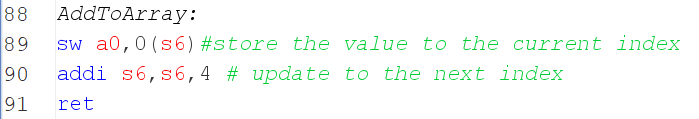 88 AddToArray:
89 sw a0,0(s6)#store the value to the current index
90 addi s6,s6,4 # update to the next index
91 ret